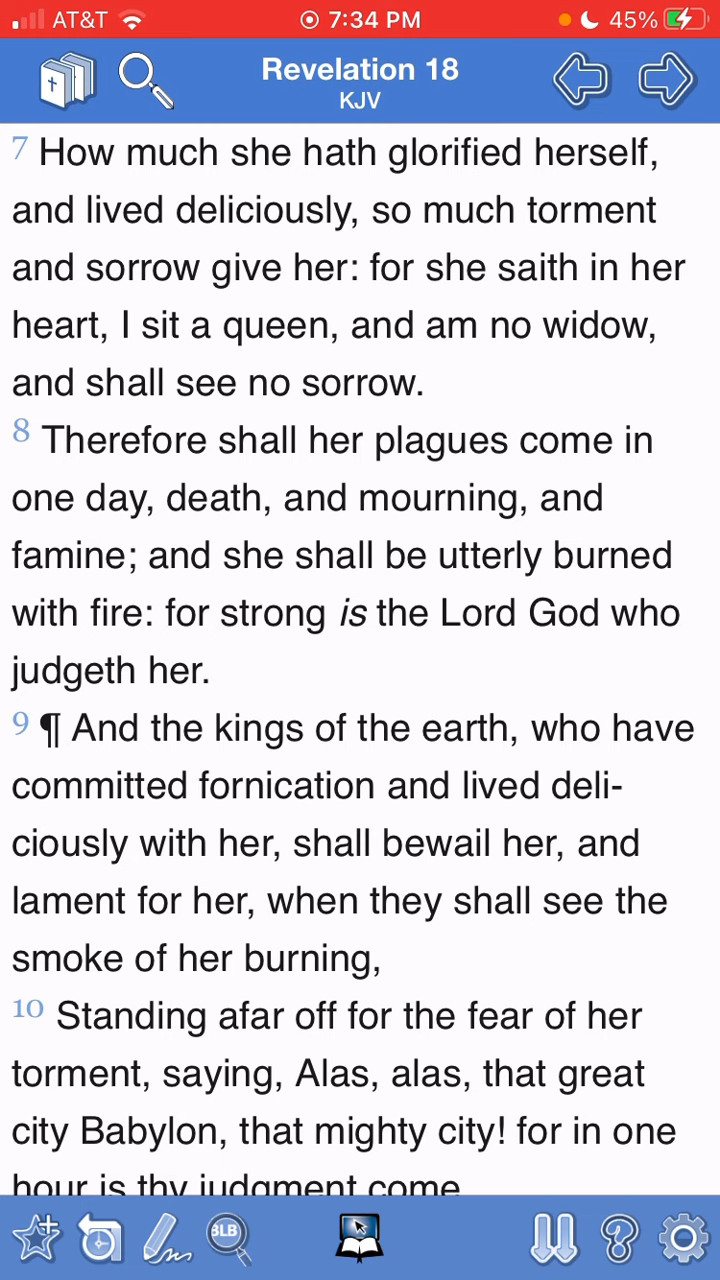 AT&T 7:34 PM 45%
Revelation 18
KJV
7 How much she hath glorified herself,
and lived deliciously, so much torment
and sorrow give her: for she saith in her
heart, I sit a queen, and am no widow,
and shall see no sorrow.
8 Therefore shall her plagues come in
one day, death, and mourning, and
famine; and she shall be utterly burned
with fire: for strong is the Lord God who
judgeth her.
9 ¶ And the kings of the earth, who have
committed fornication and lived deli-
ciously with her, shall bewail her, and
lament for her, when they shall see the
smoke of her burning,
10 Standing afar off for the fear of her
torment, saying, Alas, alas, that great
city Babylon, that mighty city! for in one
hour is thy judgment come
BLB